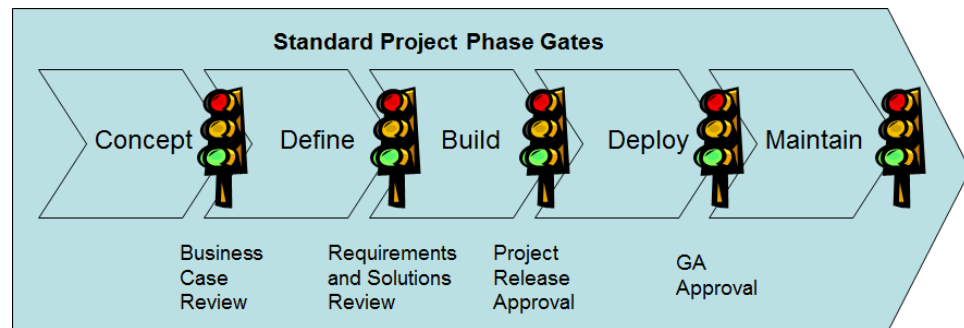 Standard Project Phase Gates
Concept
Define
Build
Deploy
Maintain
Business
Case
Review
Requirements
and Solutions
Review
Project
Release
Approval
GA
Approval